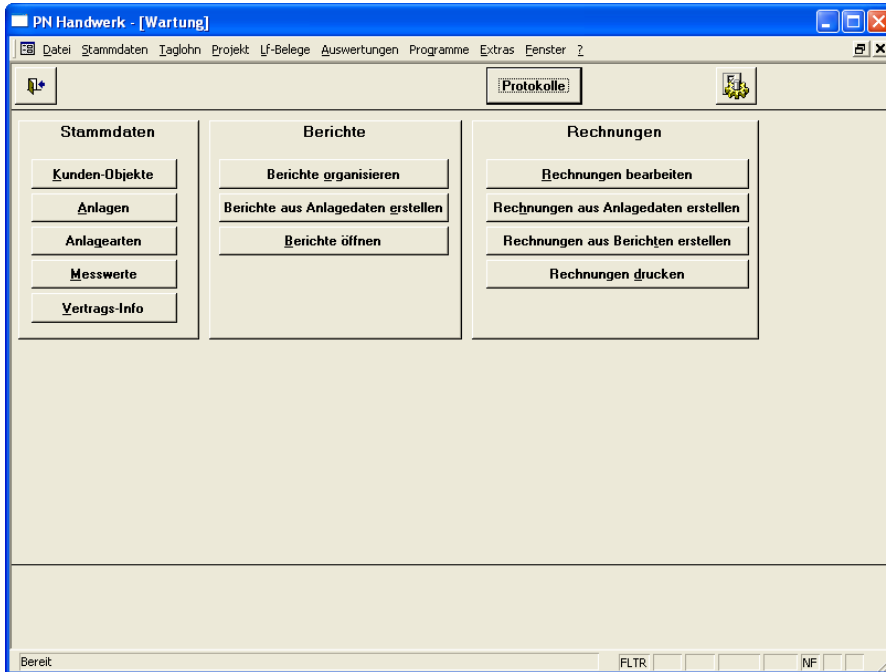 PN Handwerk - [Wartung]
Datei Stammdaten Taglohn Projekt Lf-Belege Auswertungen Programme Extras Fenster ?
Protokolle
Stammdaten
Kunden-Objekte
Anlagen
Anlagearten
Messwerte
Vertrags-Info
Berichte
Berichte organisieren
Berichte aus Anlagedaten erstellen
Berichte öffnen
Rechnungen
Rechnungen bearbeiten
Rechnungen aus Anlagedaten erstellen
Rechnungen aus Berichten erstellen
Rechnungen drucken
Bereit FLTR NF